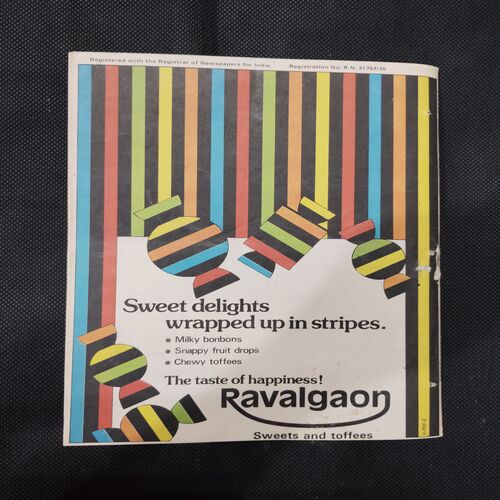 Registered with the Registrar of Newspapers for India. Registration No: R.N. 31757/70
Sweet delights
wrapped up in stripes.
• Milky bonbons
• Snappy fruit drops
• Chewy toffees
The taste of happiness!
Ravalgaon
Sweets and toffees